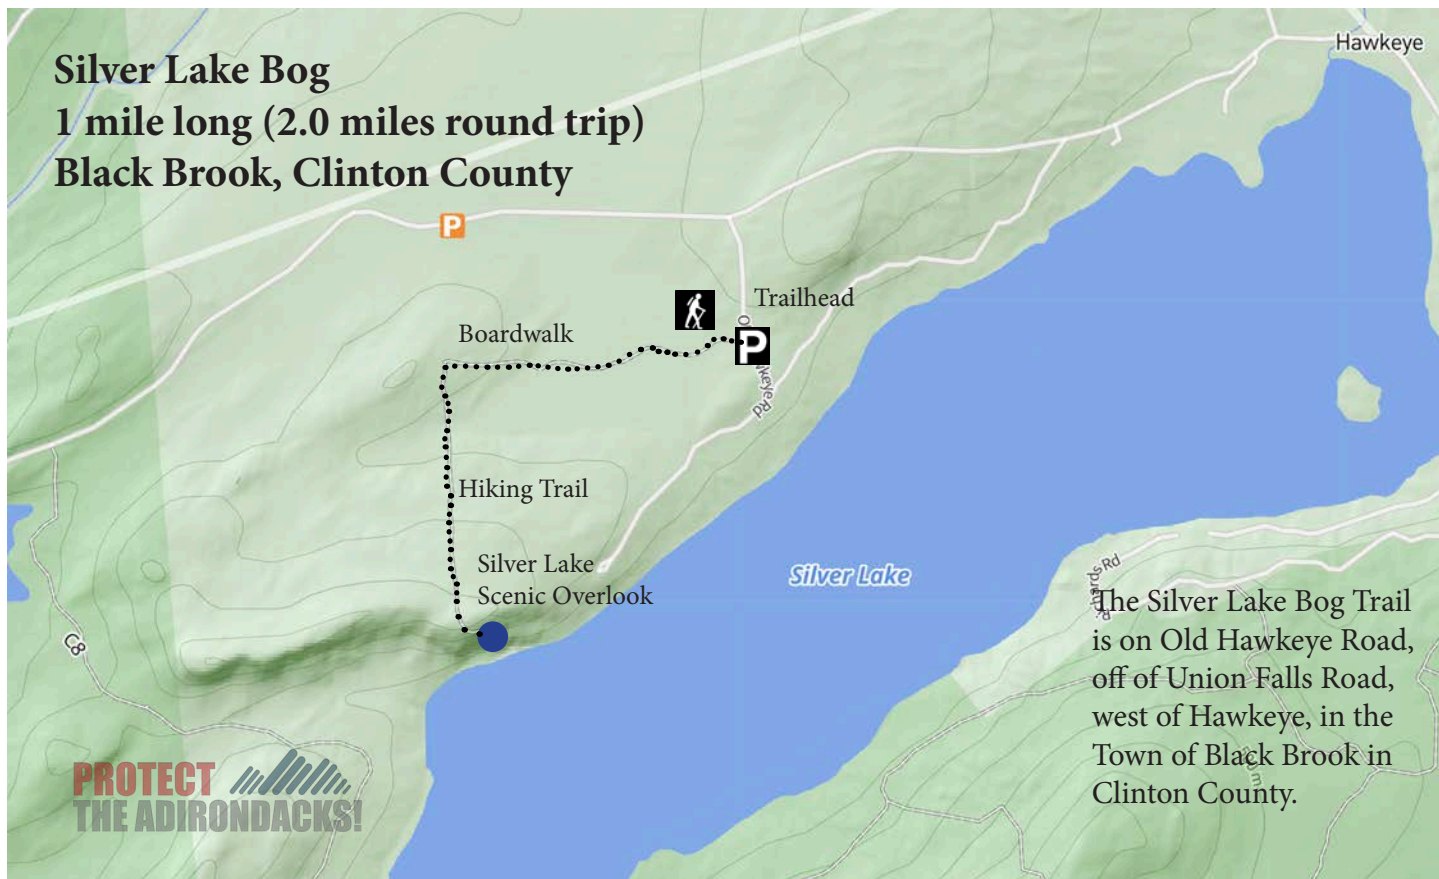 Silver Lake Bog
1 mile long (2.0 miles round trip)
Black Brook, Clinton County
Hawkeye
P
Trailhead
Boardwalk
P
Hiking Trail
Silver Lake
Scenic Overlook
Silver Lake
C8
Richards Rd
The Silver Lake Bog Trail
is on Old Hawkeye Road,
off of Union Falls Road,
west of Hawkeye, in the
Town of Black Brook in
Clinton County.
PROTECT
THE ADIRONDACKS!